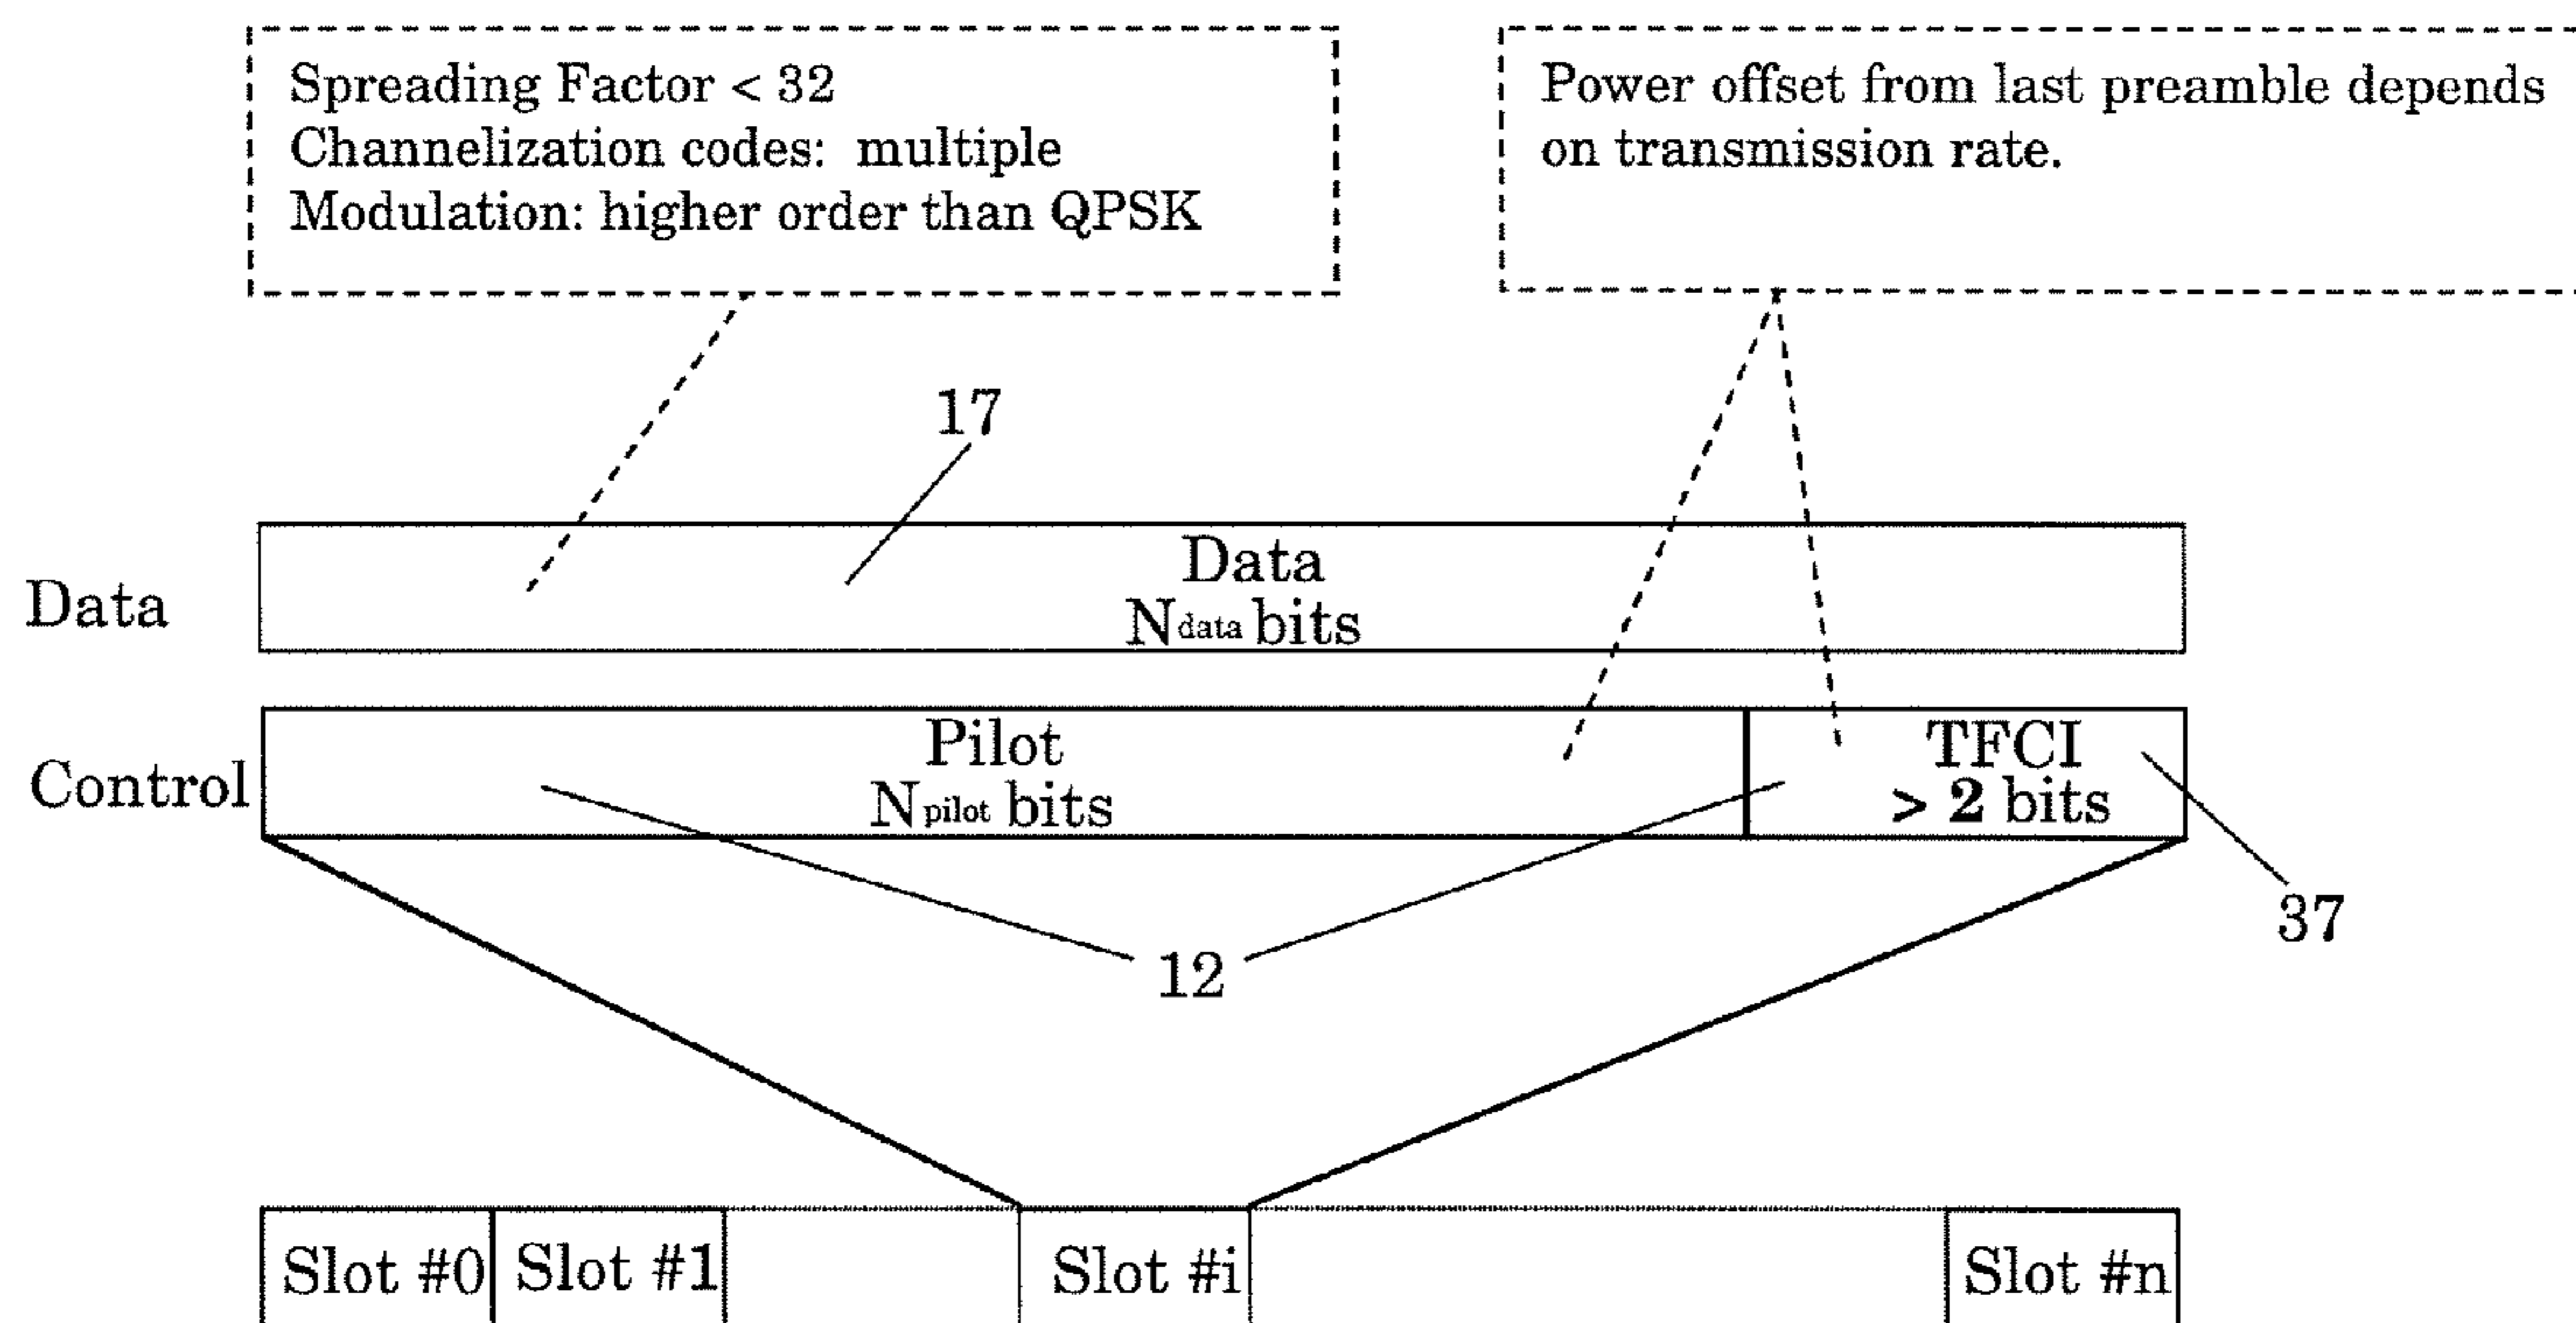 Spreading Factor < 32
Channelization codes: multiple
Modulation: higher order than QPSK
Power offset from last preamble depends
on transmission rate.
17
Data
Data
Ndata bits
Control
Pilot
Npilot bits
TFCI
> 2 bits
12
37
Slot #0
Slot #1
Slot #i
Slot #n